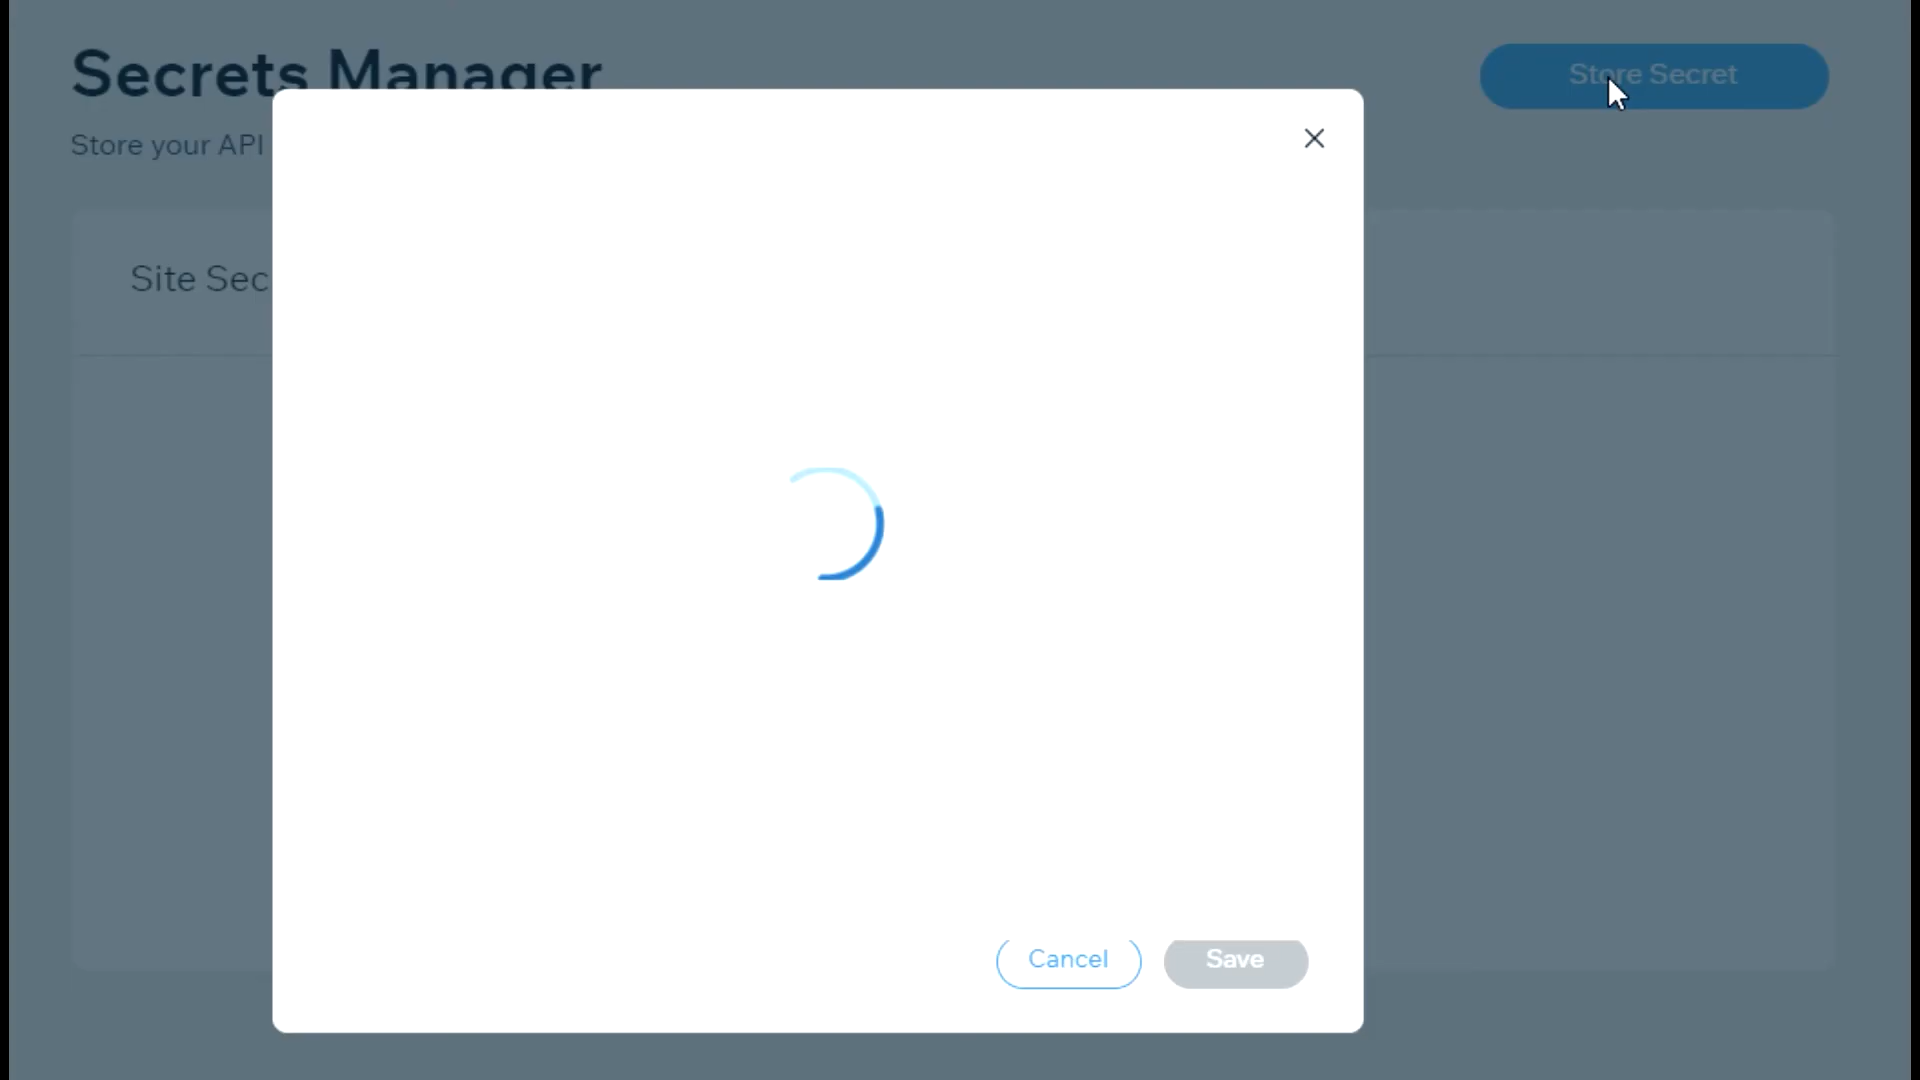 Secrets Manager
Store Secret
Store your API
Site Sec
Cancel
Save